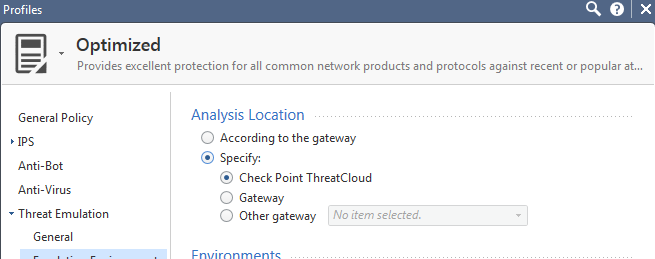 Profiles
Optimized
Provides excellent protection for all common network products and protocols against recent or popular at...
General Policy
IPS
Anti-Bot
Anti-Virus
Threat Emulation
General
Analysis Location
According to the gateway
Specify:
Check Point ThreatCloud
Gateway
Other gateway No item selected.
Environments